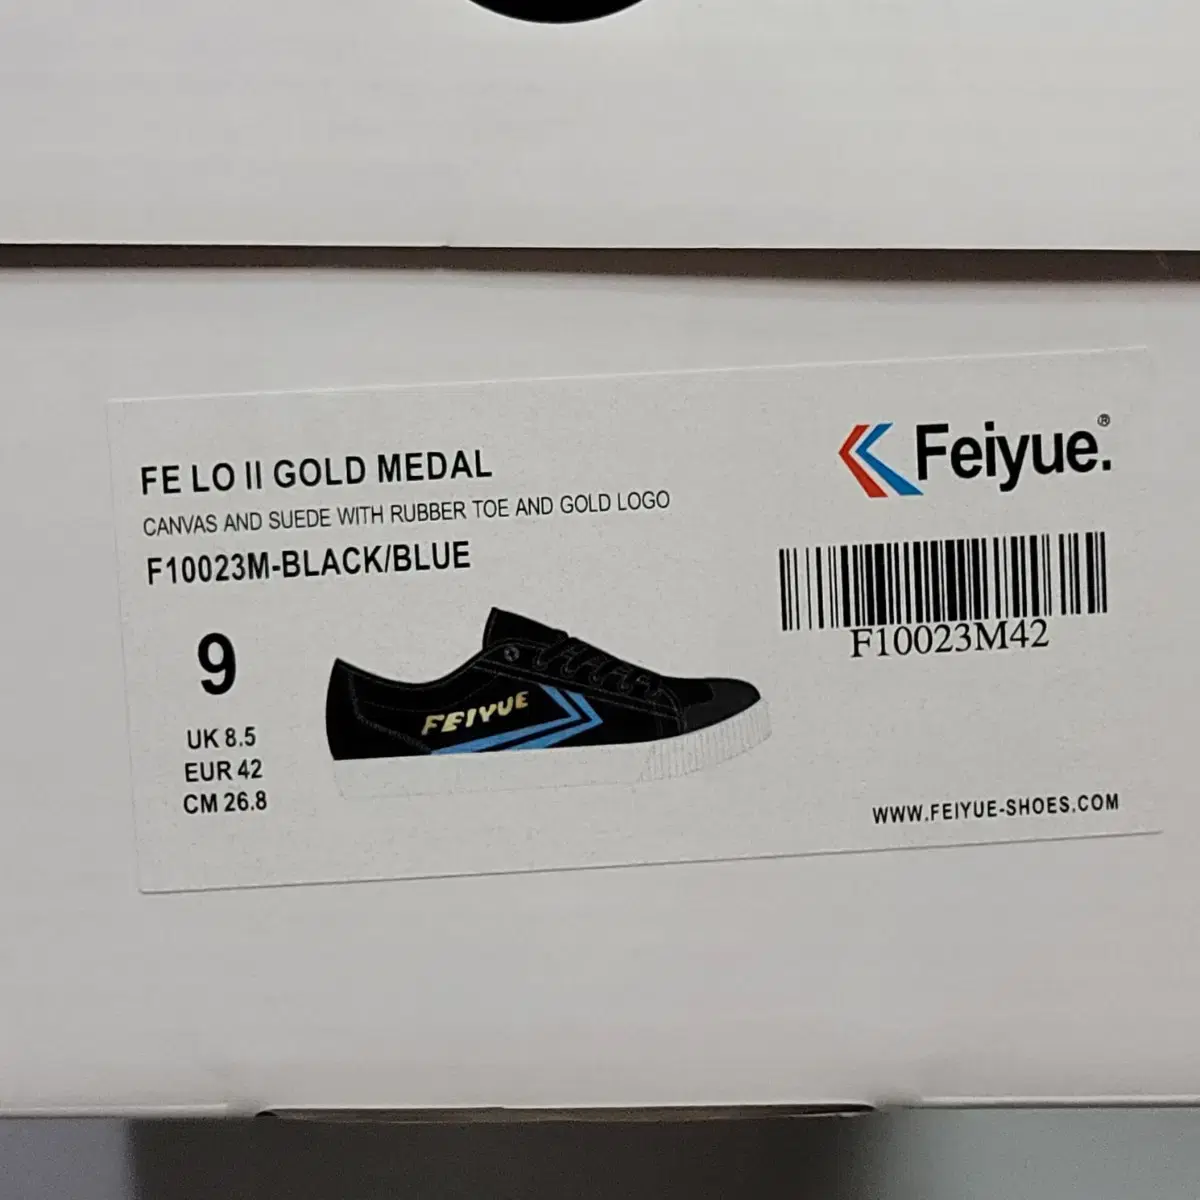 FE LO II GOLD MEDAL
CANVAS AND SUEDE WITH RUBBER TOE AND GOLD LOGO
F10023M-BLACK/BLUE
Feiyue.®
F10023M42
9
UK 8.5
EUR 42
CM 26.8
FEIYUE
WWW.FEIYUE-SHOES.COM